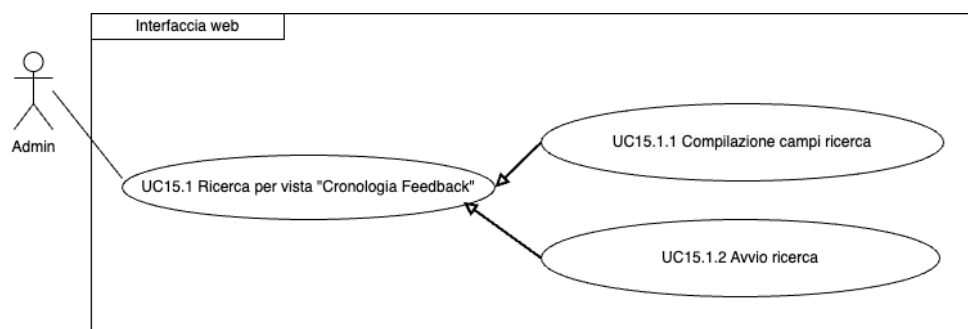 Interfaccia web
Admin
UC15.1 Ricerca per vista "Cronologia Feedback"
UC15.1.1 Compilazione campi ricerca
UC15.1.2 Avvio ricerca